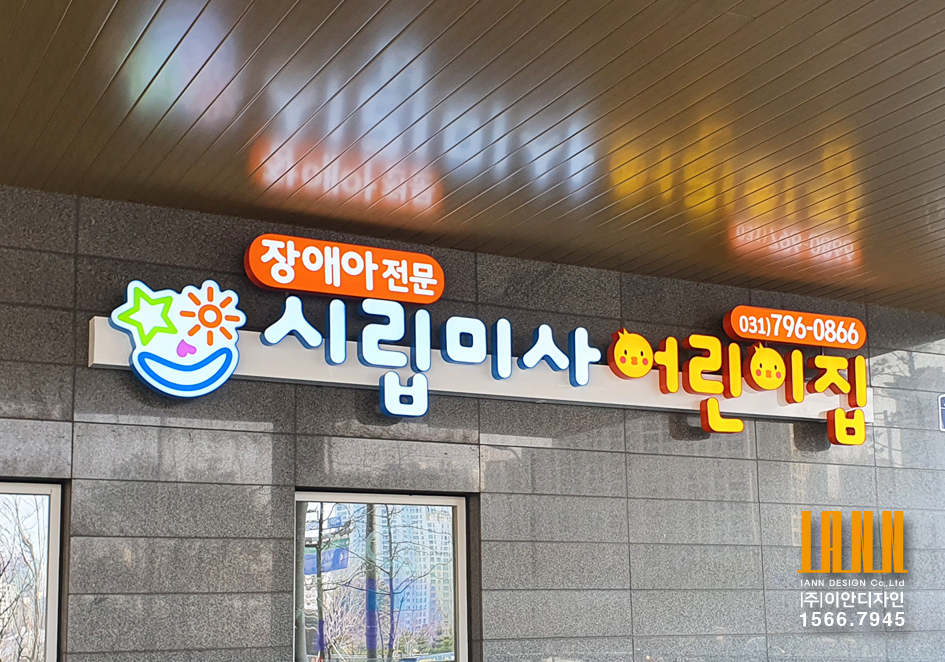 장애아전문
시립미사어린이집
031)796-0866
IANN
IANN DESIGN Co,.Ltd
(주)이안디자인
1566.7945